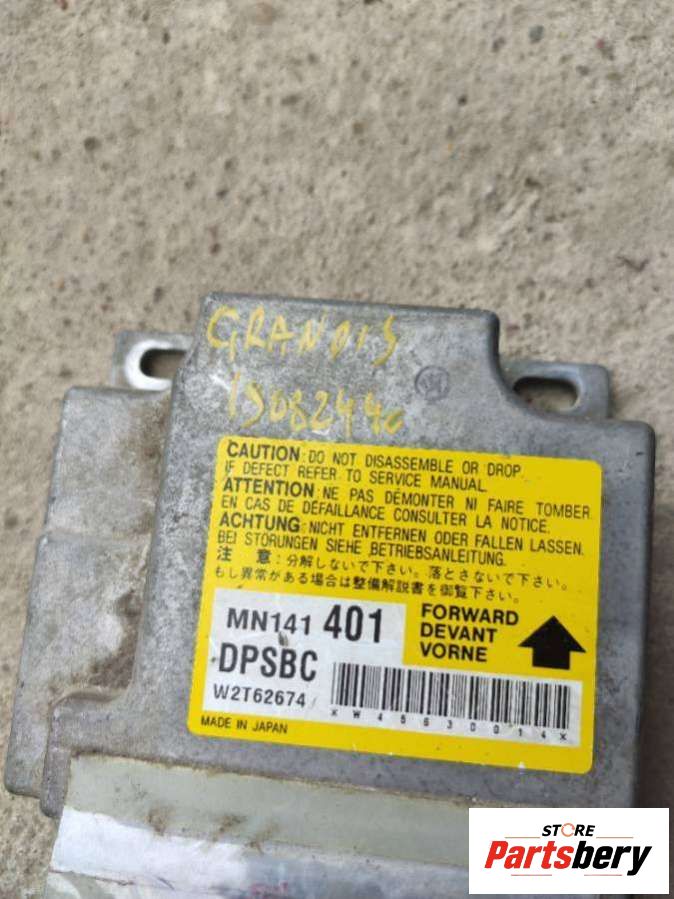 GRANDIS
19082440
CAUTION: DO NOT DISASSEMBLE OR DROP.
IF DEFECT REFER TO SERVICE MANUAL.
ATTENTION: NE PAS DÉMONTER NI FAIRE TOMBER.
EN CAS DE DÉFAILLANCE CONSULTER LA NOTICE.
ACHTUNG: NICHT ENTFERNEN ODER FALLEN LASSEN.
BEI STÖRUNGEN SIEHE BETRIEBSANLEITUNG.
注 意:分解しないで下さい。落とさないで下さい。
もし異常がある場合は整備解説書を御覧下さい。
MN141 401
DPSBC
W2T62674
FORWARD
DEVANT
VORNE
XW45630014X
MADE IN JAPAN
STORE
Partsbery